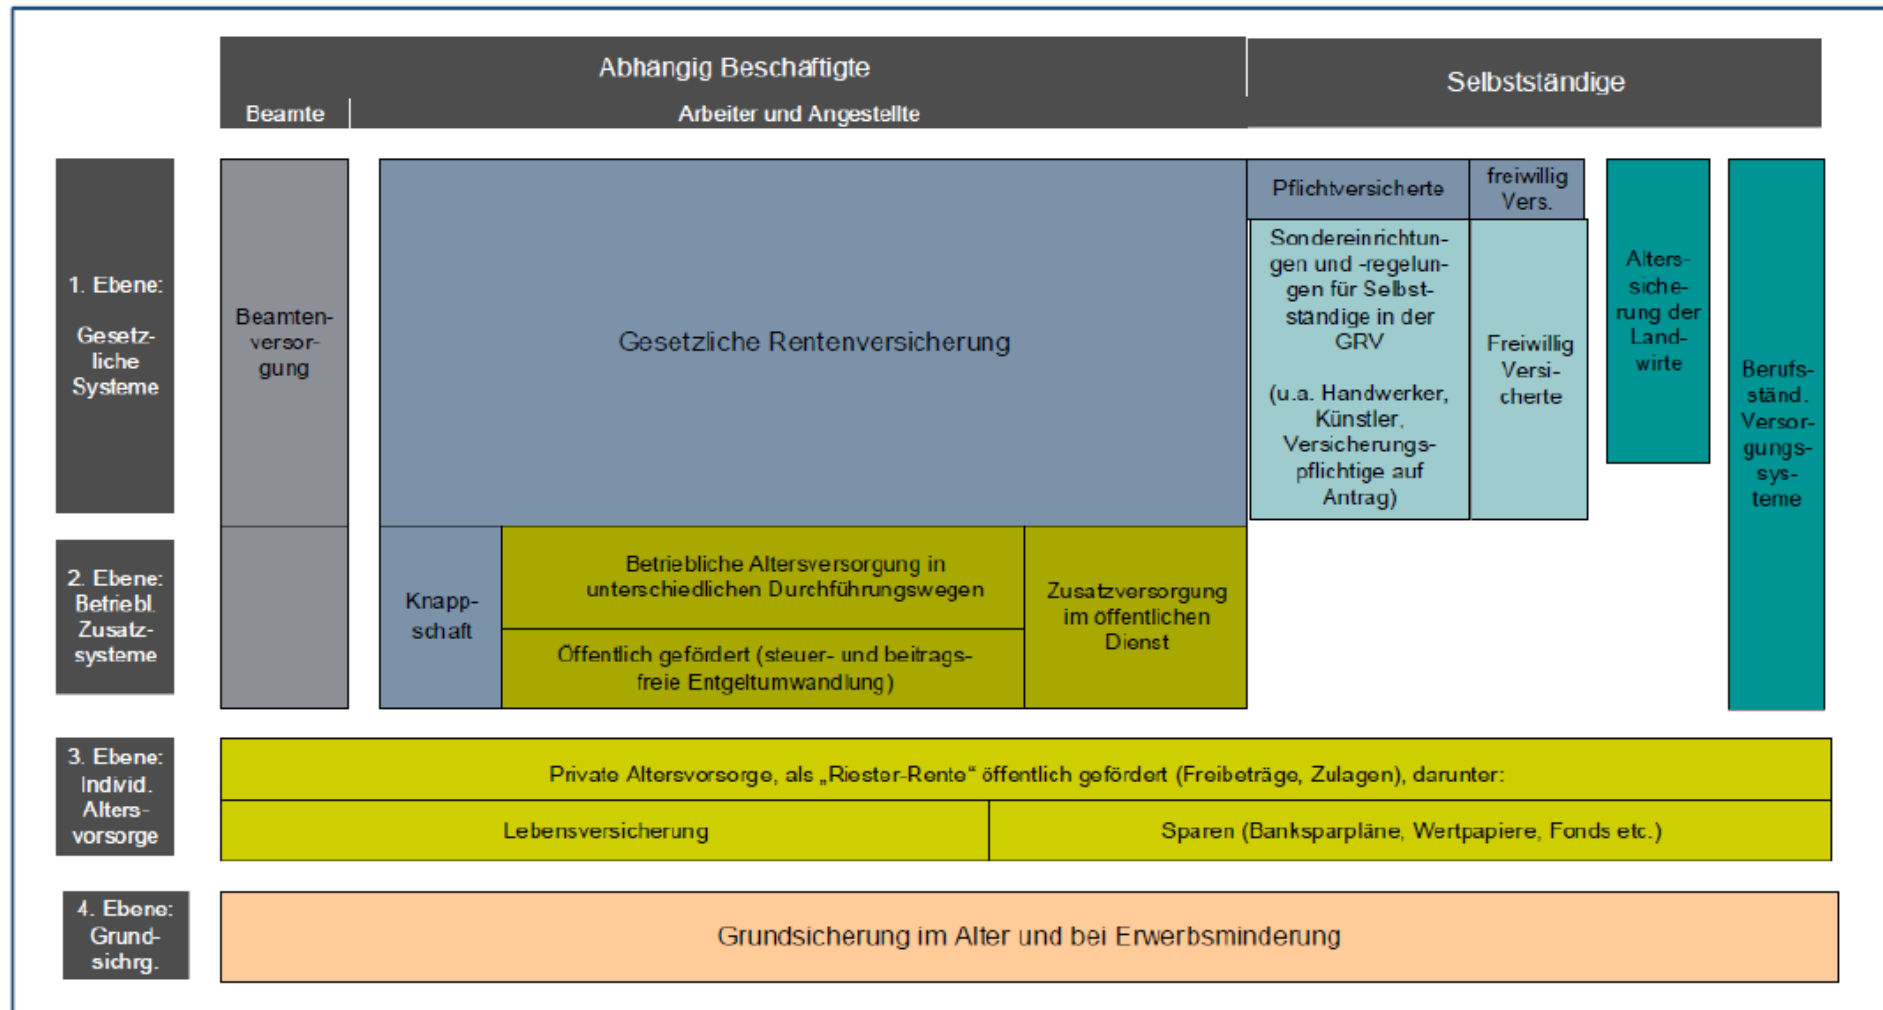 Abhängig Beschäftigte
Selbstständige
Beamte
Arbeiter und Angestellte
1. Ebene:
Gesetz-
liche
Systeme
Beamten-
versor-
gung
Gesetzliche Rentenversicherung
Pflichtversicherte
freiwillig
Vers.
Sondereinrichtun-
gen und -regelun-
gen für Selbst-
ständige in der
GRV
(u.a. Handwerker,
Künstler,
Versicherungs-
pflichtige auf
Antrag)
Freiwillig
Versi-
cherte
Alters-
siche-
rung der
Land-
wirte
Berufs-
ständ.
Versor-
gungs-
sys-
teme
2. Ebene:
Betriebl.
Zusatz-
systeme
Knapp-
schaft
Betriebliche Altersversorgung in
unterschiedlichen Durchführungswegen
Öffentlich gefördert (steuer- und beitrags-
freie Entgeltumwandlung)
Zusatzversorgung
im öffentlichen
Dienst
3. Ebene:
Individ.
Alters-
vorsorge
Private Altersvorsorge, als „Riester-Rente“ öffentlich gefördert (Freibeträge, Zulagen), darunter:
Lebensversicherung
Sparen (Banksparpläne, Wertpapiere, Fonds etc.)
4. Ebene:
Grund-
sichrg.
Grundsicherung im Alter und bei Erwerbsminderung